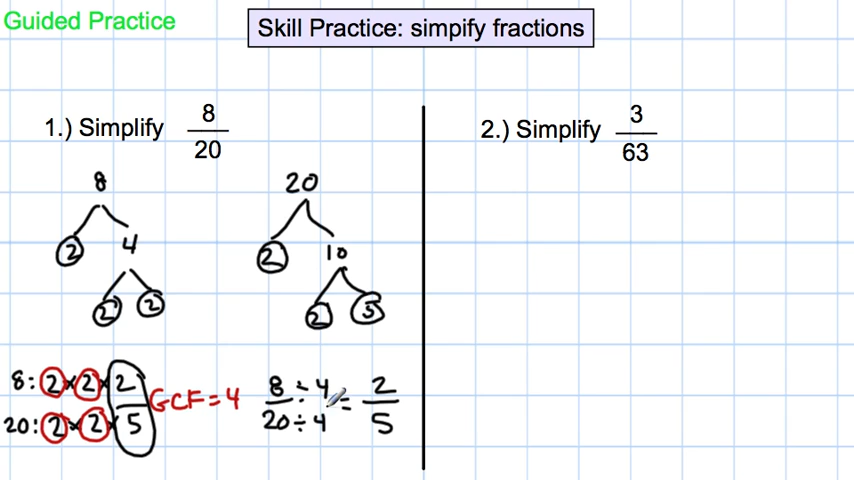 Guided Practice
Skill Practice: simpify fractions
1.) Simplify 8/20
8
2 4
2 2
20
2 10
2 5
8: 2 × 2 × 2
20: 2 × 2 × 5
GCF = 4
8 ÷ 4 / 20 ÷ 4 = 2/5
2.) Simplify 3/63